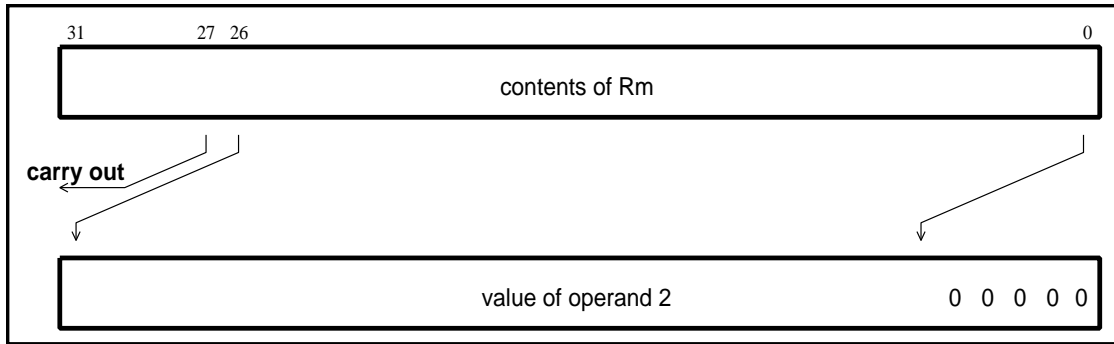 31 27 26 0
contents of Rm
carry out
value of operand 2 0 0 0 0 0